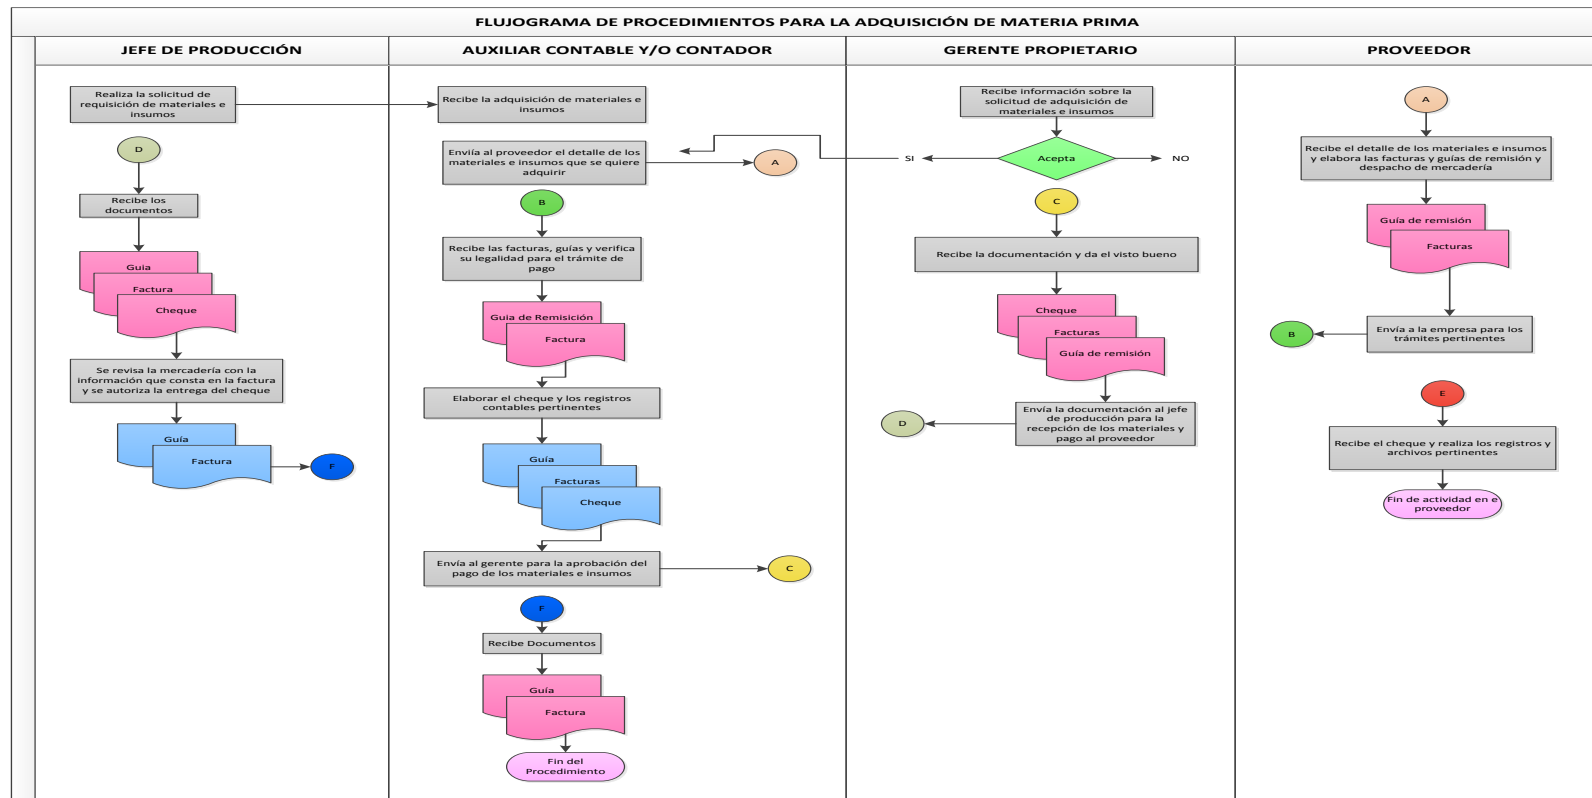 FLUJOGRAMA DE PROCEDIMIENTOS PARA LA ADQUISICIÓN DE MATERIA PRIMA
JEFE DE PRODUCCIÓN
Realiza la solicitud de
requisición de materiales e
insumos
D
Recibe los
documentos
Guia
Factura
Cheque
Se revisa la mercadería con la
información que consta en la factura
y se autoriza la entrega del cheque
Guía
Factura
F
AUXILIAR CONTABLE Y/O CONTADOR
Recibe la adquisición de materiales e
insumos
Envíía al proveedor el detalle de los
materiales e insumos que se quiere
adquirir
A
B
Recibe las facturas, guías y verifica
su legalidad para el trámite de
pago
Guia de Remisición
Factura
Elaborar el cheque y los registros
contables pertinentes
Guía
Facturas
Cheque
Envía al gerente para la aprobación del
pago de los materiales e insumos
C
F
Recibe Documentos
Guía
Factura
Fin del
Procedimiento
GERENTE PROPIETARIO
Recibe información sobre la
solicitud de adquisición de
materiales e insumos
SI
Acepta
NO
C
Recibe la documentación y da el visto bueno
Cheque
Facturas
Guía de remisión
Envía la documentación al jefe
de producción para la
recepción de los materiales y
pago al proveedor
D
PROVEEDOR
A
Recibe el detalle de los materiales e insumos
y elabora las facturas y guías de remisión y
despacho de mercadería
Guía de remisión
Facturas
Envía a la empresa para los
trámites pertinentes
B
E
Recibe el cheque y realiza los registros y
archivos pertinentes
Fin de actividad en e
proveedor